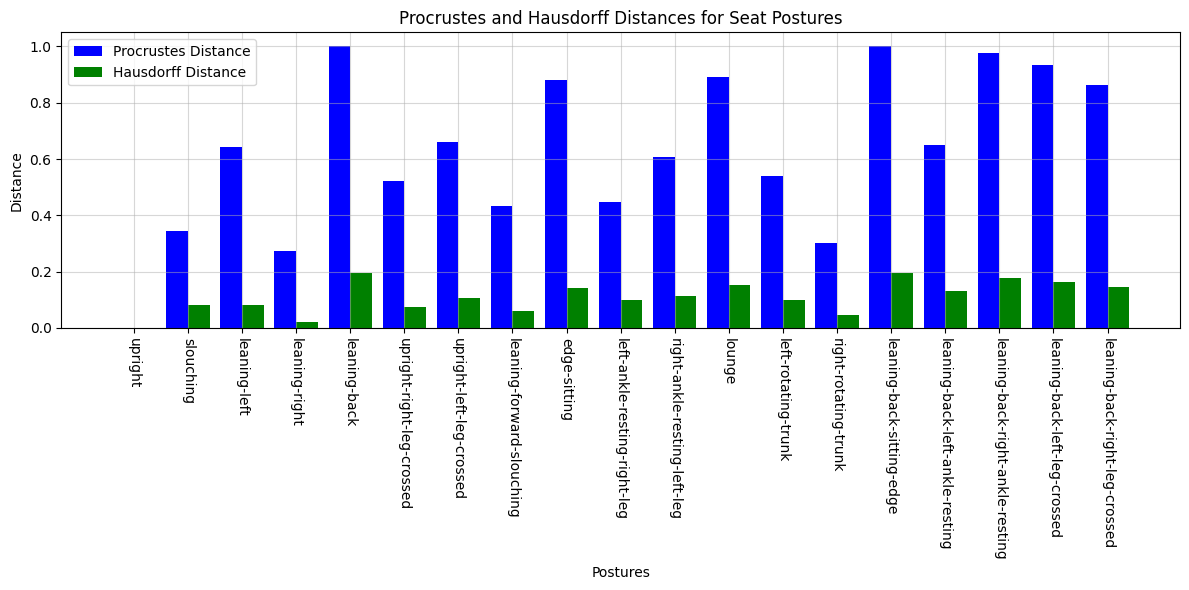 Procrustes and Hausdorff Distances for Seat Postures
Procrustes Distance
Hausdorff Distance
Distance
1.0
0.8
0.6
0.4
0.2
0.0
upright
slouching
leaning-left
leaning-right
leaning-back
upright-right-leg-crossed
upright-left-leg-crossed
leaning-forward-slouching
edge-sitting
left-ankle-resting-right-leg
right-ankle-resting-left-leg
lounge
left-rotating-trunk
right-rotating-trunk
leaning-back-sitting-edge
leaning-back-left-ankle-resting
leaning-back-right-ankle-resting
leaning-back-left-leg-crossed
leaning-back-right-leg-crossed
Postures